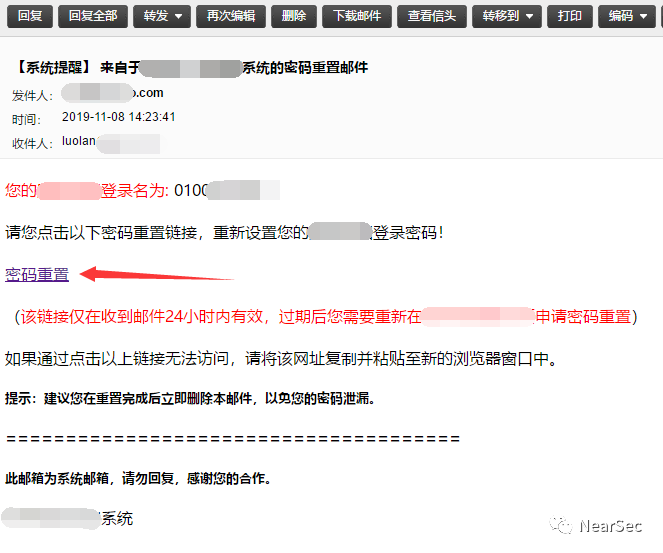 回复 回复全部 转发 再次编辑 删除 下载邮件 查看信头 转移到 打印 编码
【系统提醒】 来自于 系统的密码重置邮件
发件人: .com
时间: 2019-11-08 14:23:41
收件人: luolan
您的 登录名为: 0100
请您点击以下密码重置链接，重新设置您的 登录密码！
密码重置
（该链接仅在收到邮件24小时内有效，过期后您需要重新在 申请密码重置）
如果通过点击以上链接无法访问，请将该网址复制并粘贴至新的浏览器窗口中。
提示：建议您在重置完成后立即删除本邮件，以免您的密码泄漏。
======================================
此邮箱为系统邮箱，请勿回复，感谢您的合作。
系统
NearSec